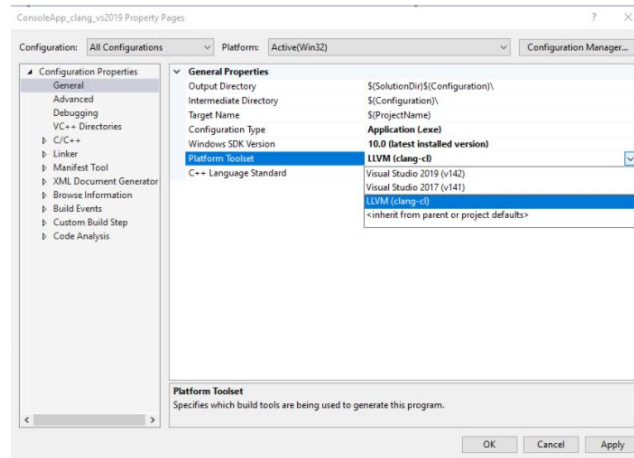 ConsoleApp_clang_vs2019 Property Pages
Configuration: All Configurations Platform: Active(Win32) Configuration Manager...
Configuration Properties
General
Advanced
Debugging
VC++ Directories
C/C++
Linker
Manifest Tool
XML Document Generator
Browse Information
Build Events
Custom Build Step
Code Analysis
General Properties
Output Directory $(SolutionDir)$(Configuration)\
Intermediate Directory $(Configuration)\
Target Name $(ProjectName)
Configuration Type Application (.exe)
Windows SDK Version 10.0 (latest installed version)
Platform Toolset LLVM (clang-cl)
C++ Language Standard
Visual Studio 2019 (v142)
Visual Studio 2017 (v141)
LLVM (clang-cl)
<inherit from parent or project defaults>
Platform Toolset
Specifies which build tools are being used to generate this program.
OK Cancel Apply